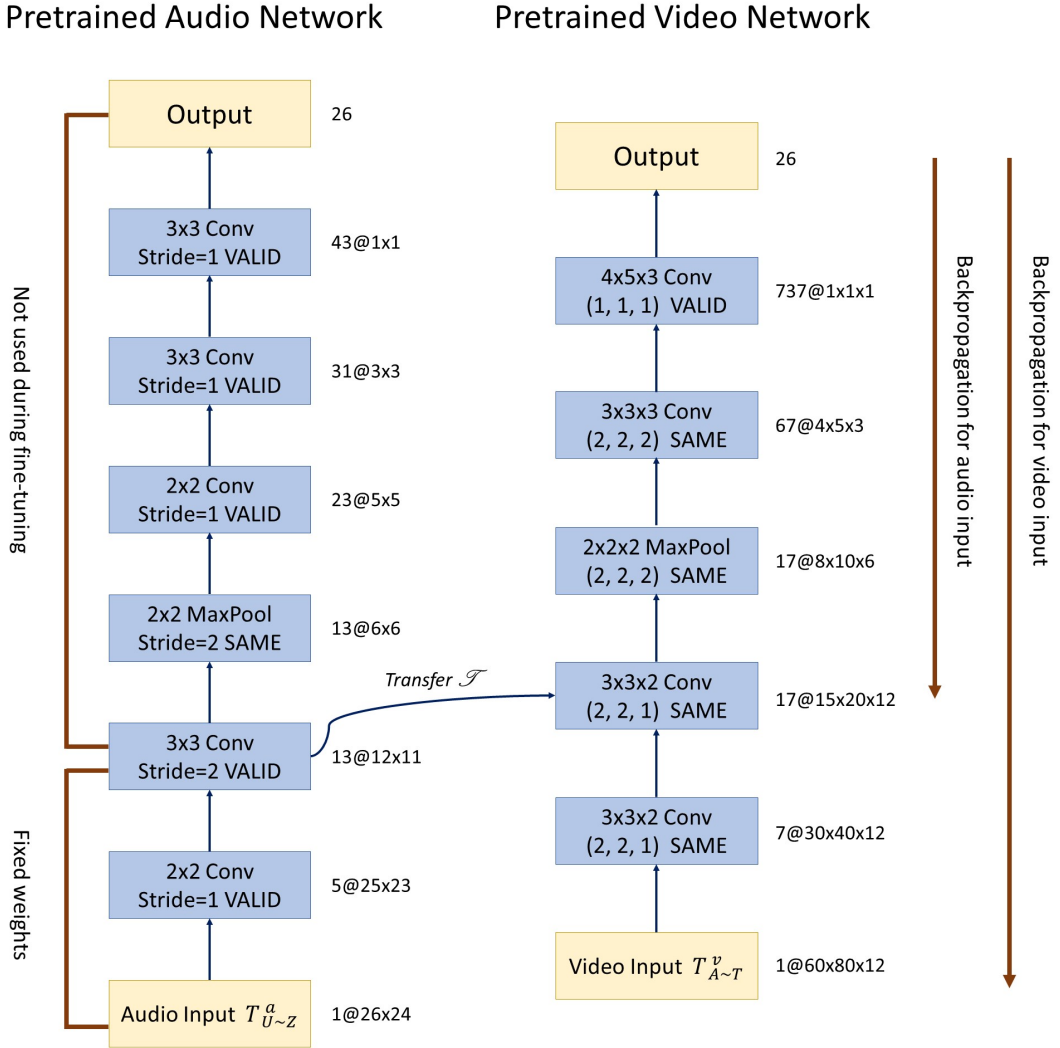 Pretrained Audio Network
Pretrained Video Network
Output
26
3x3 Conv
Stride=1 VALID
43@1x1
3x3 Conv
Stride=1 VALID
31@3x3
2x2 Conv
Stride=1 VALID
23@5x5
2x2 MaxPool
Stride=2 SAME
13@6x6
3x3 Conv
Stride=2 VALID
13@12x11
2x2 Conv
Stride=1 VALID
5@25x23
Audio Input T^a_{U~Z}
1@26x24
Not used during fine-tuning
Fixed weights
Transfer 𝒯
Output
26
4x5x3 Conv
(1, 1, 1) VALID
737@1x1x1
3x3x3 Conv
(2, 2, 2) SAME
67@4x5x3
2x2x2 MaxPool
(2, 2, 2) SAME
17@8x10x6
3x3x2 Conv
(2, 2, 1) SAME
17@15x20x12
3x3x2 Conv
(2, 2, 1) SAME
7@30x40x12
Video Input T^v_{A~T}
1@60x80x12
Backpropagation for audio input
Backpropagation for video input